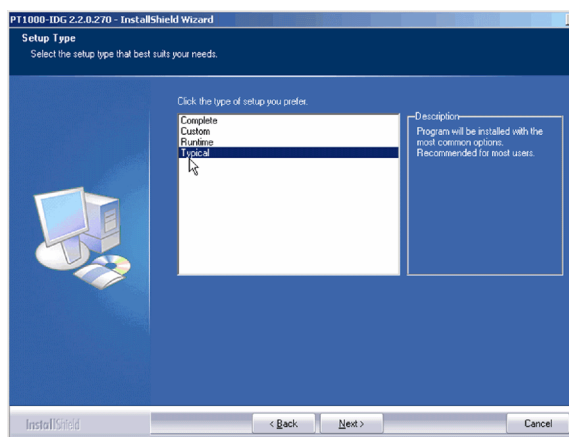 PT1000-IDG 2.2.0.270 - InstallShield Wizard
Setup Type
Select the setup type that best suits your needs.
Click the type of setup you prefer.
Complete
Custom
Runtime
Typical
Description
Program will be installed with the
most common options.
Recommended for most users.
InstallShield
< Back
Next >
Cancel